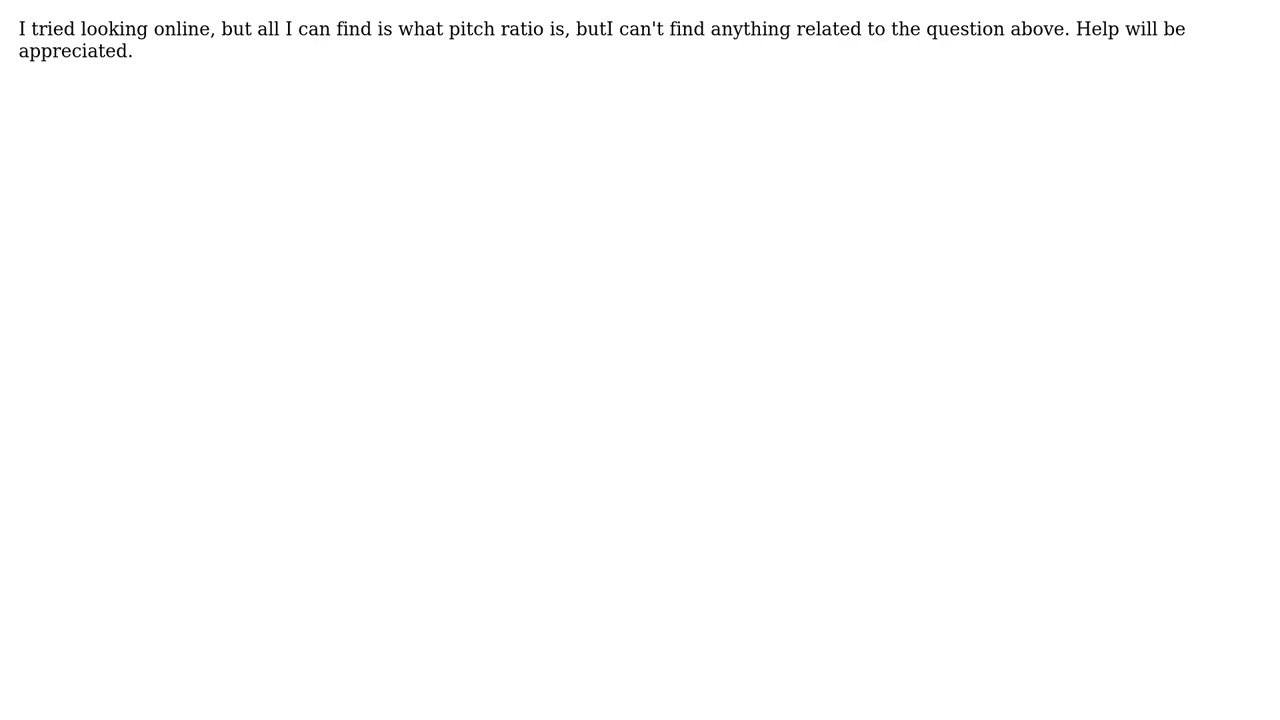 I tried looking online, but all I can find is what pitch ratio is, butI can't find anything related to the question above. Help will be
appreciated.